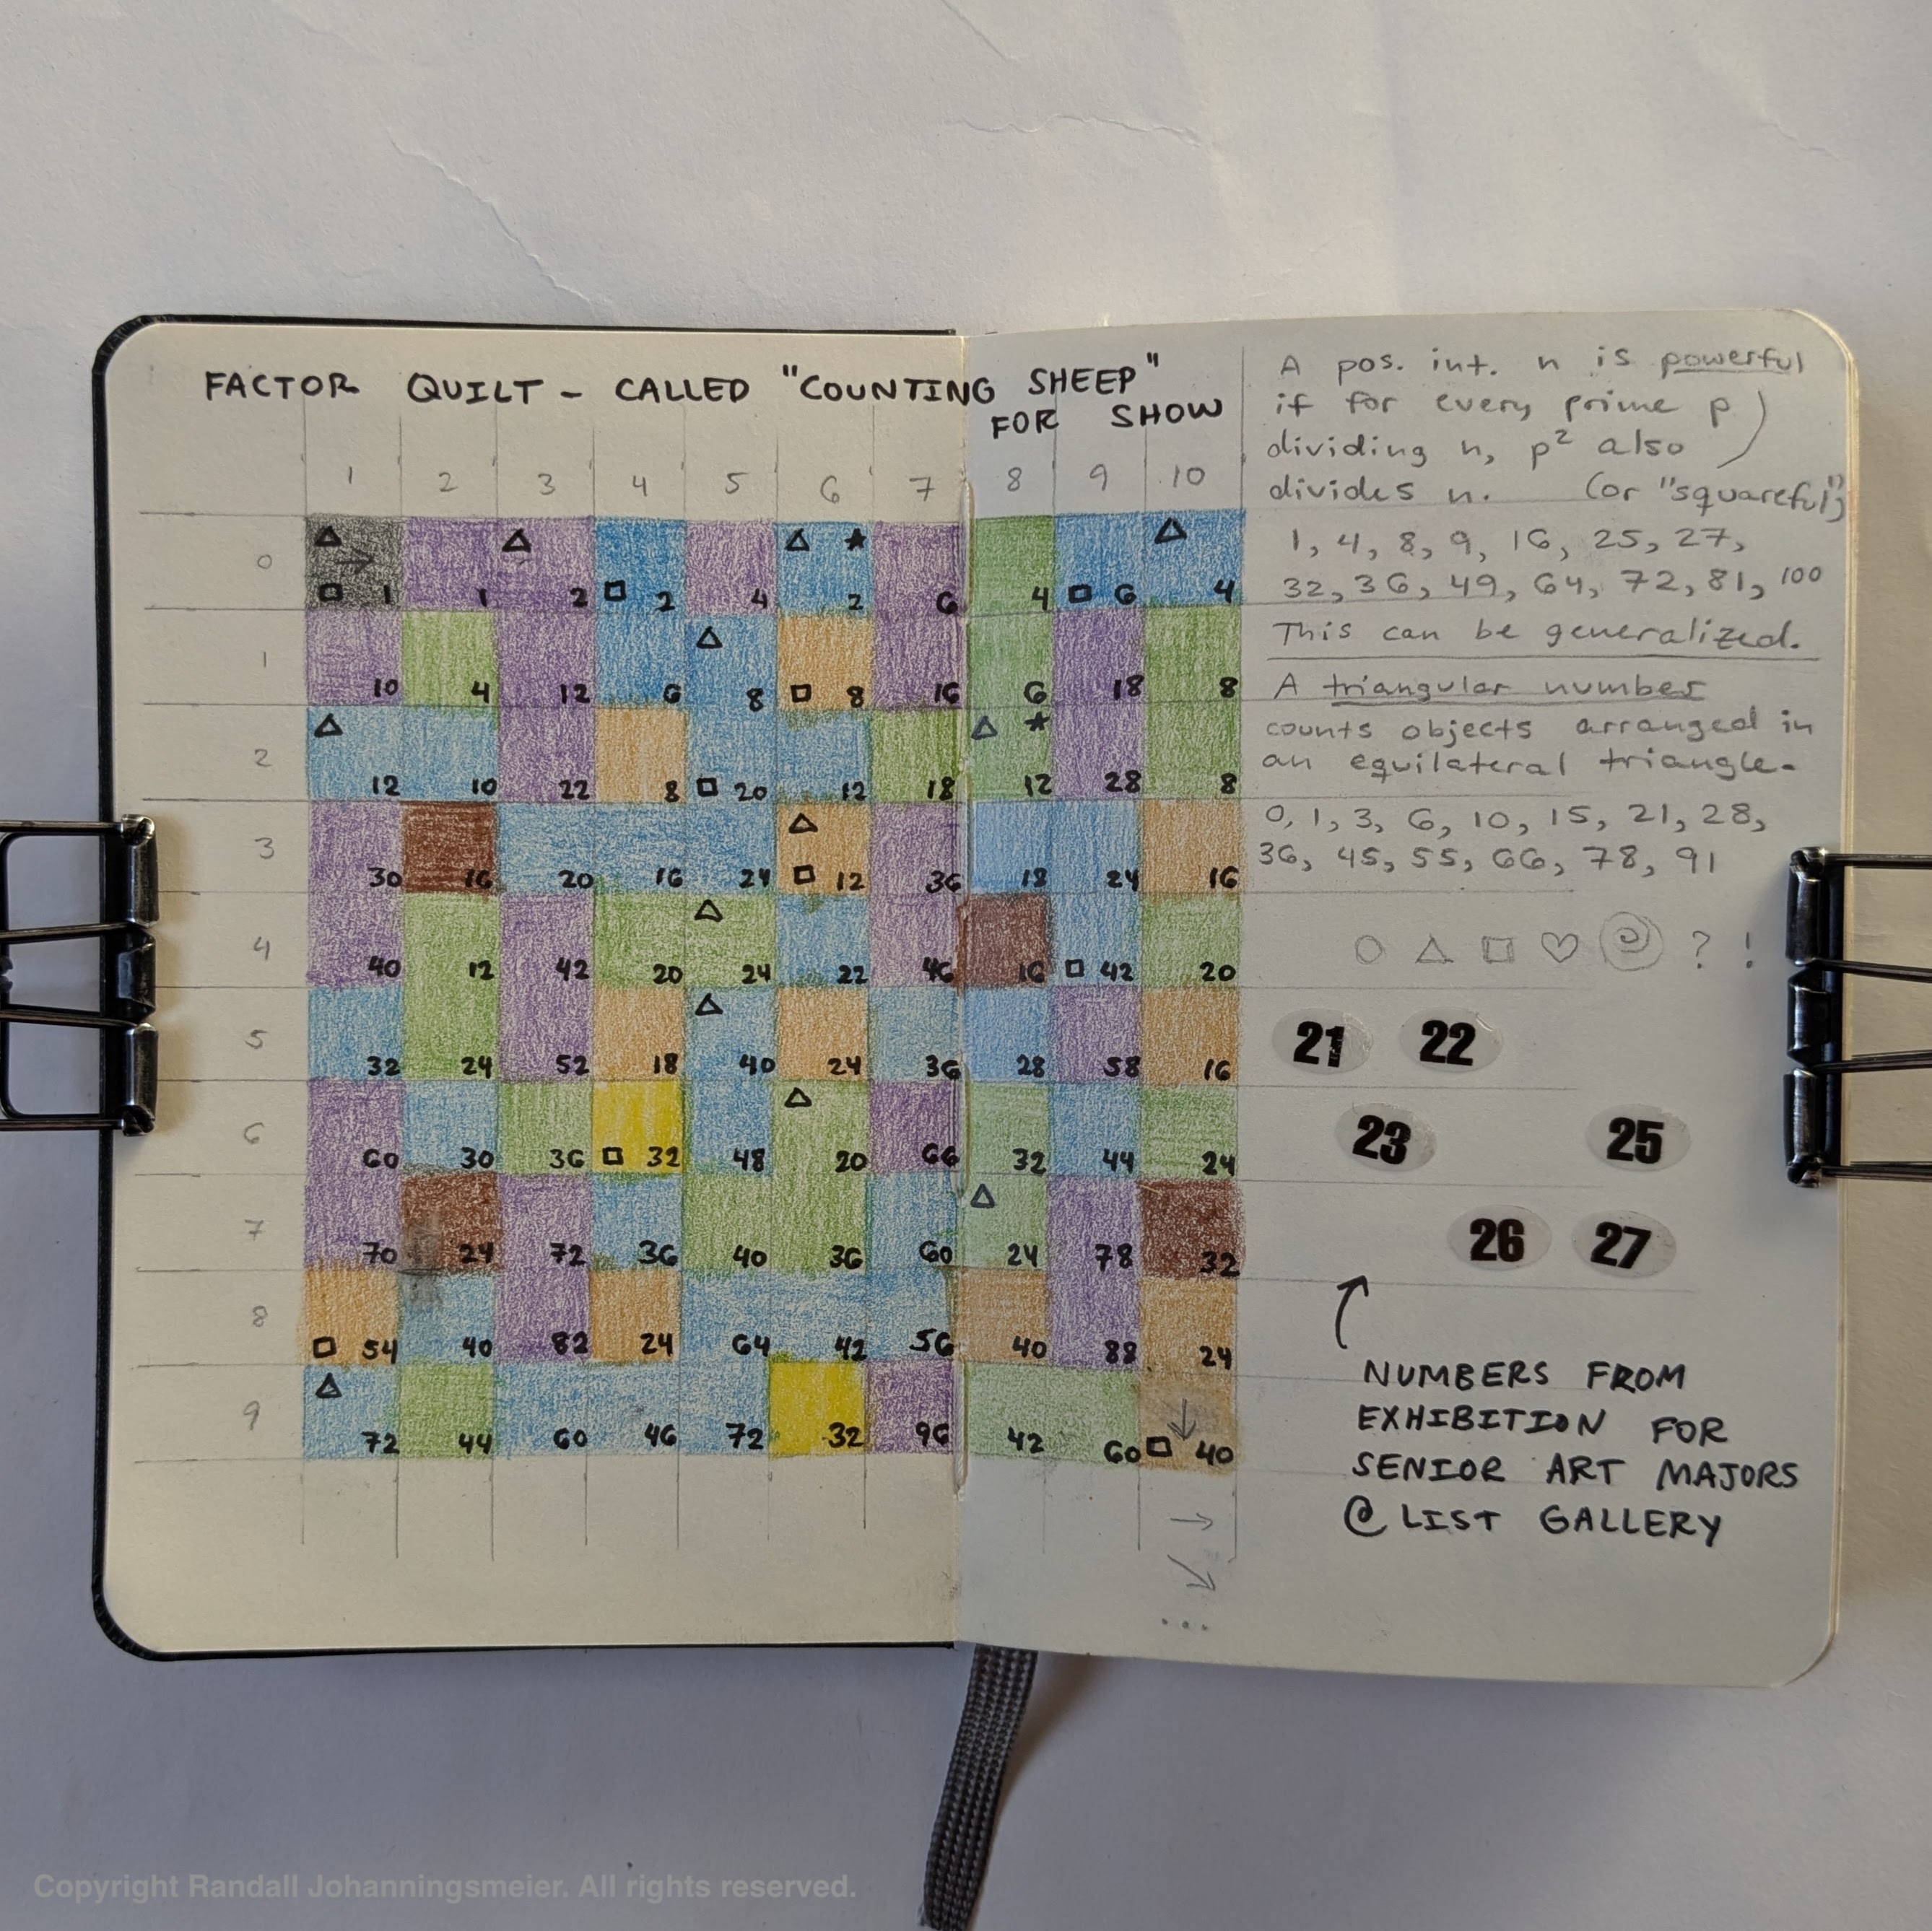 FACTOR QUILT - CALLED "COUNTING SHEEP"
FOR SHOW
1 2 3 4 5 6 7 8 9 10
0 1 1 2 2 4 2 6 4 6 4
1 10 4 12 6 8 8 16 6 18 8
2 12 10 22 8 20 12 18 12 28 8
3 30 16 20 16 24 12 36 18 24 16
4 40 12 42 20 24 22 46 16 42 20
5 32 24 52 18 40 24 36 28 58 16
6 60 30 36 32 48 20 66 32 44 24
7 70 24 72 36 40 36 60 24 78 32
8 54 40 82 24 64 42 56 40 88 24
9 72 44 60 46 72 32 96 42 60 40
...
A pos. int. n is powerful
if for every prime p
dividing n, p² also
divides n. (or "squareful")
1, 4, 8, 9, 16, 25, 27,
32, 36, 49, 64, 72, 81, 100
This can be generalized.
A triangular number
counts objects arranged in
an equilateral triangle.
0, 1, 3, 6, 10, 15, 21, 28,
36, 45, 55, 66, 78, 91
? !
21 22
23 25
26 27
NUMBERS FROM
EXHIBITION FOR
SENIOR ART MAJORS
@ LIST GALLERY
Copyright Randall Johanningsmeier. All rights reserved.